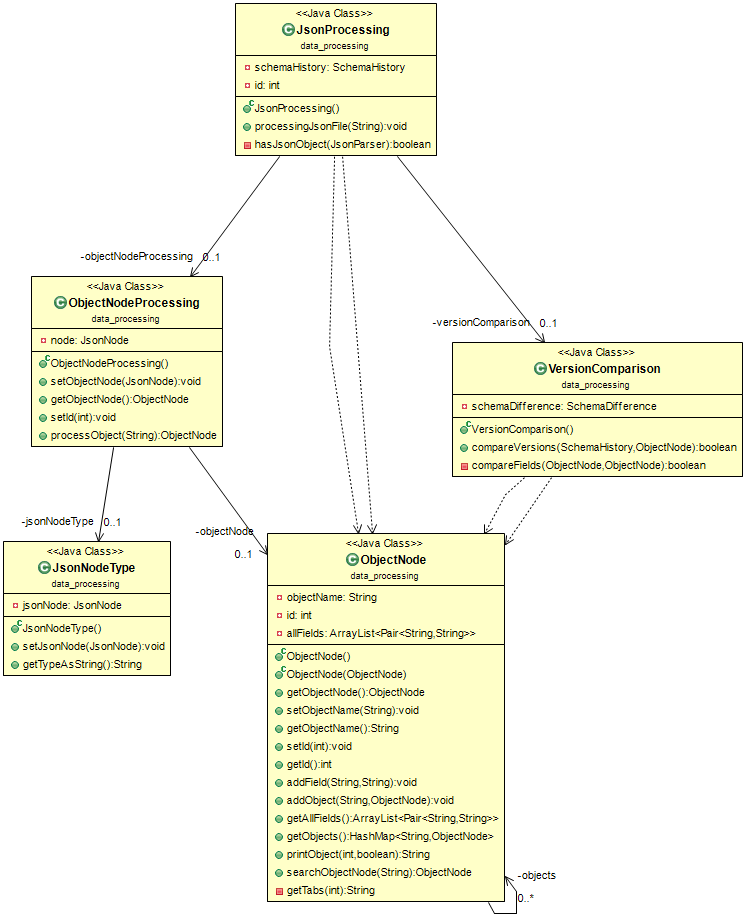 <<Java Class>>
JsonProcessing
data_processing
schemaHistory: SchemaHistory
id: int
JsonProcessing()
processingJsonFile(String):void
hasJsonObject(JsonParser):boolean
-objectNodeProcessing 0..1
<<Java Class>>
ObjectNodeProcessing
data_processing
node: JsonNode
ObjectNodeProcessing()
setObjectNode(JsonNode):void
getObjectNode():ObjectNode
setId(int):void
processObject(String):ObjectNode
-versionComparison 0..1
<<Java Class>>
VersionComparison
data_processing
schemaDifference: SchemaDifference
VersionComparison()
compareVersions(SchemaHistory,ObjectNode):boolean
compareFields(ObjectNode,ObjectNode):boolean
-jsonNodeType 0..1
<<Java Class>>
JsonNodeType
data_processing
jsonNode: JsonNode
JsonNodeType()
setJsonNode(JsonNode):void
getTypeAsString():String
-objectNode
0..1
<<Java Class>>
ObjectNode
data_processing
objectName: String
id: int
allFields: ArrayList<Pair<String,String>>
ObjectNode()
ObjectNode(ObjectNode)
getObjectNode():ObjectNode
setObjectName(String):void
getObjectName():String
setId(int):void
getId():int
addField(String,String):void
addObject(String,ObjectNode):void
getAllFields():ArrayList<Pair<String,String>>
getObjects():HashMap<String,ObjectNode>
printObject(int,boolean):String
searchObjectNode(String):ObjectNode
getTabs(int):String
-objects
0..*